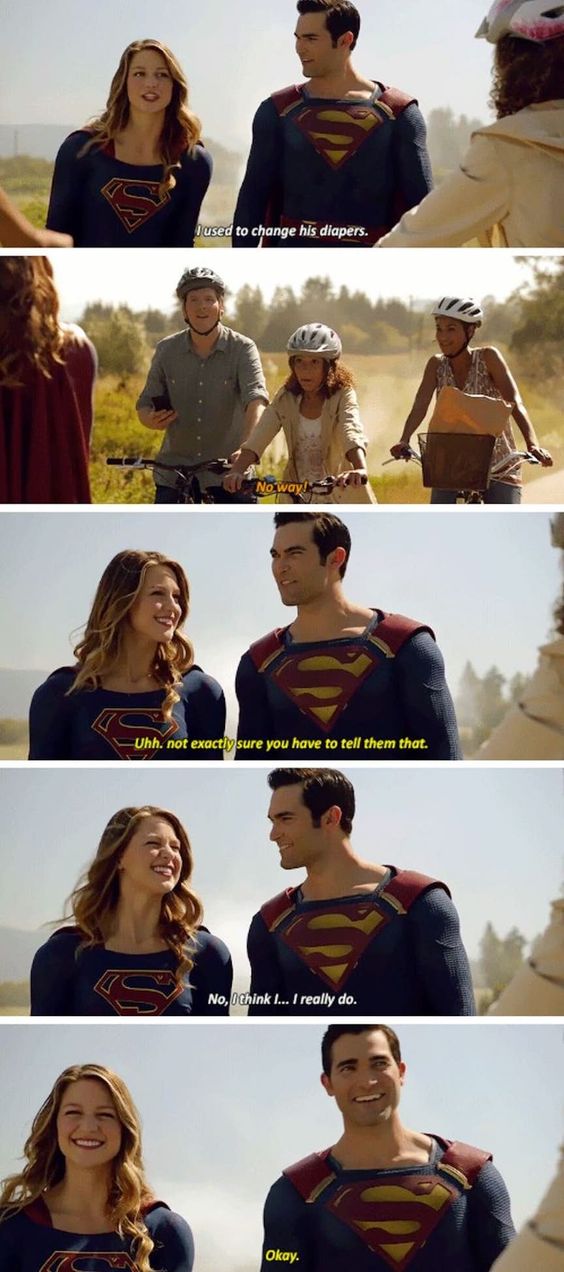 I used to change his diapers.
No way!
Uhh. not exactly sure you have to tell them that.
No, I think I... I really do.
Okay.